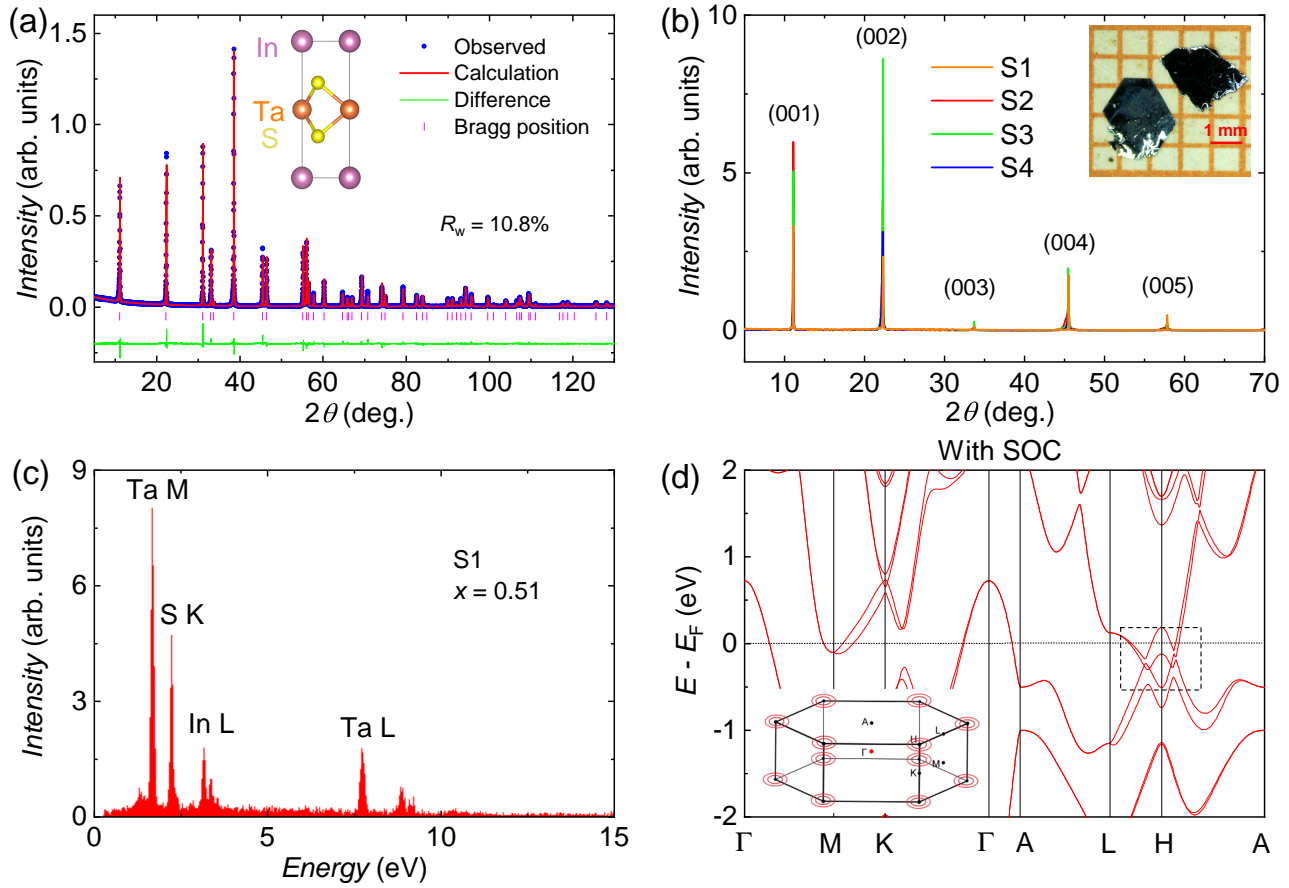 (a)
1.5
1.0
0.5
0.0
Intensity (arb. units)
In
Ta
S
Observed
Calculation
Difference
Bragg position
R_w = 10.8%
20 40 60 80 100 120
2θ (deg.)
(b)
10
5
0
Intensity (arb. units)
(001)
(002)
(003)
(004)
(005)
S1
S2
S3
S4
1 mm
10 20 30 40 50 60 70
2θ (deg.)
(c)
9
6
3
0
Intensity (arb. units)
Ta M
S K
In L
Ta L
S1
x = 0.51
0 5 10 15
Energy (eV)
With SOC
(d)
2
1
0
-1
-2
E - E_F (eV)
A
L
H
Γ
M
K
Γ M K Γ A L H A